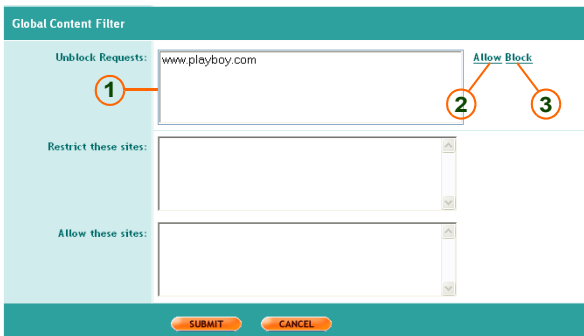 Global Content Filter
Unblock Requests: www.playboy.com Allow Block
1 2 3
Restrict these sites:
Allow these sites:
SUBMIT CANCEL